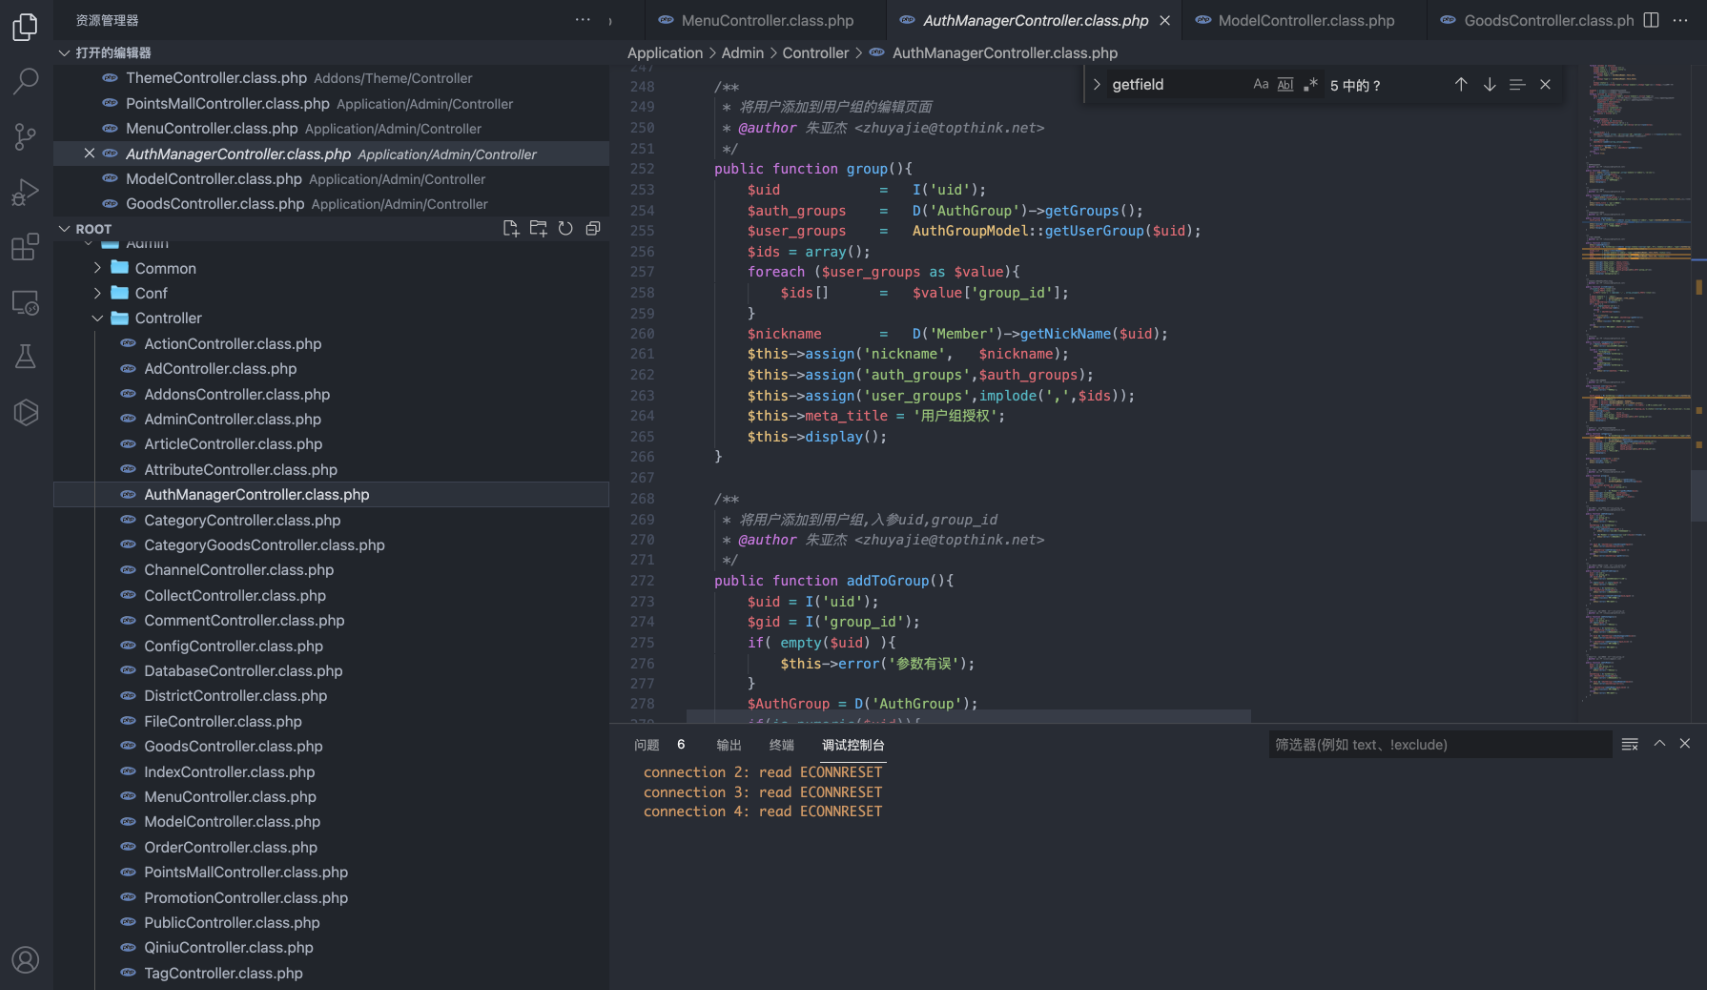 资源管理器
MenuController.class.php
AuthManagerController.class.php
ModelController.class.php
GoodsController.class.ph
打开的编辑器
ThemeController.class.php Addons/Theme/Controller
PointsMallController.class.php Application/Admin/Controller
MenuController.class.php Application/Admin/Controller
AuthManagerController.class.php Application/Admin/Controller
ModelController.class.php Application/Admin/Controller
GoodsController.class.php Application/Admin/Controller
ROOT
Admin
Common
Conf
Controller
ActionController.class.php
AdController.class.php
AddonsController.class.php
AdminController.class.php
ArticleController.class.php
AttributeController.class.php
AuthManagerController.class.php
CategoryController.class.php
CategoryGoodsController.class.php
ChannelController.class.php
CollectController.class.php
CommentController.class.php
ConfigController.class.php
DatabaseController.class.php
DistrictController.class.php
FileController.class.php
GoodsController.class.php
IndexController.class.php
MenuController.class.php
ModelController.class.php
OrderController.class.php
PointsMallController.class.php
PromotionController.class.php
PublicController.class.php
QiniuController.class.php
TagController.class.php
Application > Admin > Controller > AuthManagerController.class.php
getfield Aa Abl .* 5 中的 ?
247
248 /**
249 * 将用户添加到用户组的编辑页面
250 * @author 朱亚杰 <zhuyajie@topthink.net>
251 */
252 public function group(){
253 $uid = I('uid');
254 $auth_groups = D('AuthGroup')->getGroups();
255 $user_groups = AuthGroupModel::getUserGroup($uid);
256 $ids = array();
257 foreach ($user_groups as $value){
258 $ids[] = $value['group_id'];
259 }
260 $nickname = D('Member')->getNickName($uid);
261 $this->assign('nickname', $nickname);
262 $this->assign('auth_groups',$auth_groups);
263 $this->assign('user_groups',implode(',',$ids));
264 $this->meta_title = '用户组授权';
265 $this->display();
266 }
267
268 /**
269 * 将用户添加到用户组,入参uid,group_id
270 * @author 朱亚杰 <zhuyajie@topthink.net>
271 */
272 public function addToGroup(){
273 $uid = I('uid');
274 $gid = I('group_id');
275 if( empty($uid) ){
276 $this->error('参数有误');
277 }
278 $AuthGroup = D('AuthGroup');
279 if(is_numeric($uid)){
问题 6 输出 终端 调试控制台
筛选器(例如 text、!exclude)
connection 2: read ECONNRESET
connection 3: read ECONNRESET
connection 4: read ECONNRESET